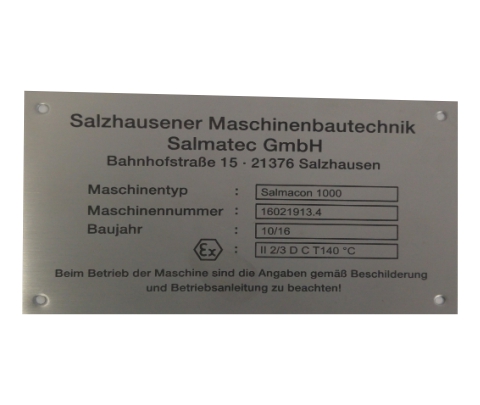 Salzhausener Maschinenbautechnik
Salmatec GmbH
Bahnhofstraße 15 · 21376 Salzhausen
Maschinentyp : Salmacon 1000
Maschinennummer : 16021913.4
Baujahr : 10/16
Ex : II 2/3 D C T140 °C
Beim Betrieb der Maschine sind die Angaben gemäß Beschilderung
und Betriebsanleitung zu beachten!